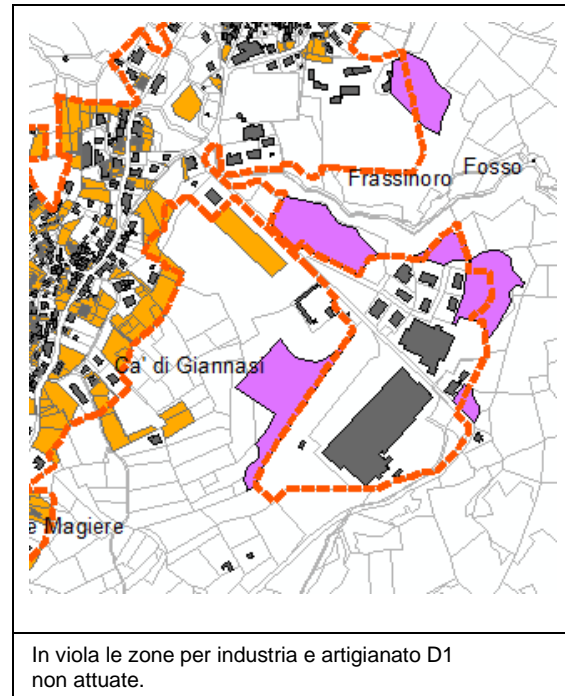 Frassinoro Fosso
Ca' di Giannasi
e Magiere
In viola le zone per industria e artigianato D1
non attuate.